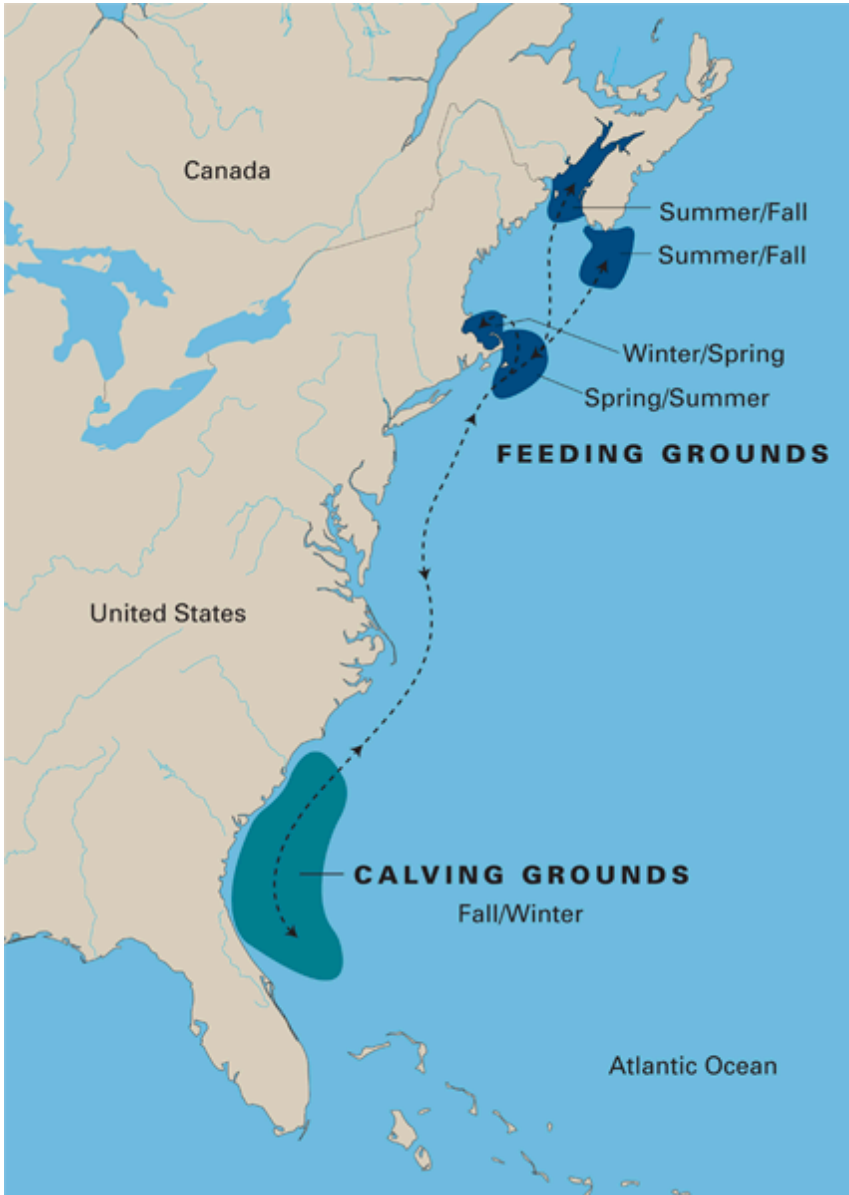 Canada
Summer/Fall
Summer/Fall
Winter/Spring
Spring/Summer
FEEDING GROUNDS
United States
CALVING GROUNDS
Fall/Winter
Atlantic Ocean